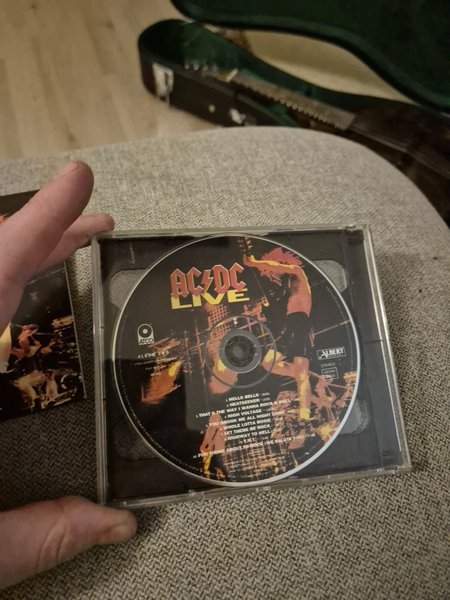 AC/DC
LIVE
ATCO
ALBERT
STEREO
HELLS BELLS
HEATSEEKER
THAT'S THE WAY I WANNA ROCK N ROLL
HIGH VOLTAGE
YOU SHOOK ME ALL NIGHT LONG
WHOLE LOTTA ROSIE
LET THERE BE ROCK
HIGHWAY TO HELL
T.N.T.
FOR THOSE ABOUT TO ROCK (WE SALUTE YOU)